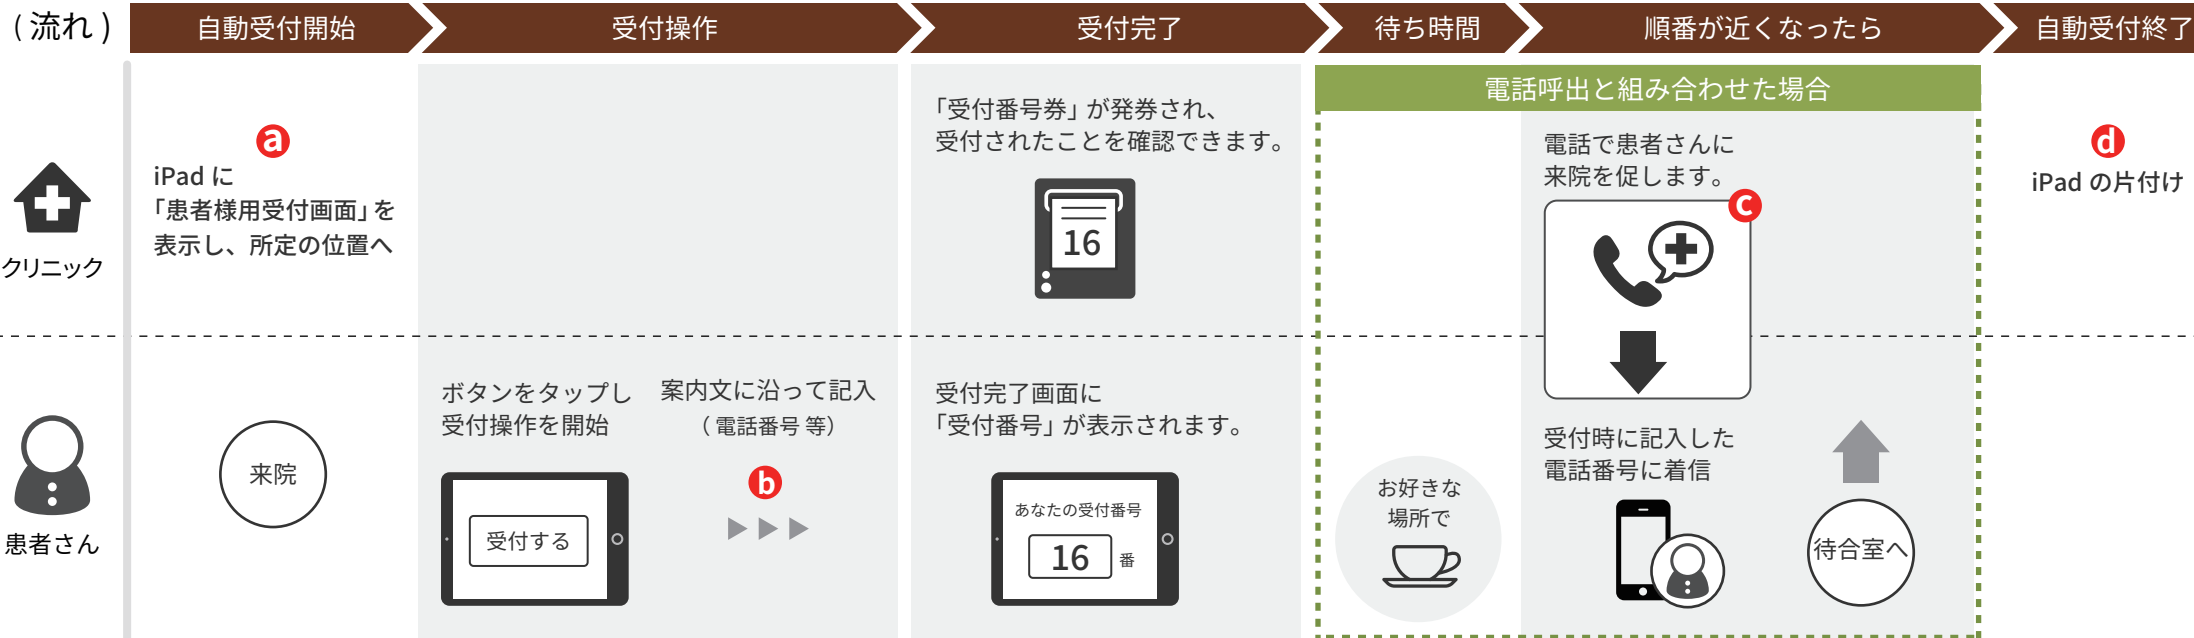 (流れ)
自動受付開始
受付操作
受付完了
待ち時間
順番が近くなったら
自動受付終了
電話呼出と組み合わせた場合
クリニック
a
iPad に
「患者様用受付画面」を
表示し、所定の位置へ
「受付番号券」が発券され、
受付されたことを確認できます。
16
電話で患者さんに
来院を促します。
c
d
iPad の片付け
患者さん
来院
ボタンをタップし
受付操作を開始
受付する
案内文に沿って記入
（電話番号 等）
b
受付完了画面に
「受付番号」が表示されます。
あなたの受付番号
16 番
お好きな
場所で
受付時に記入した
電話番号に着信
待合室へ